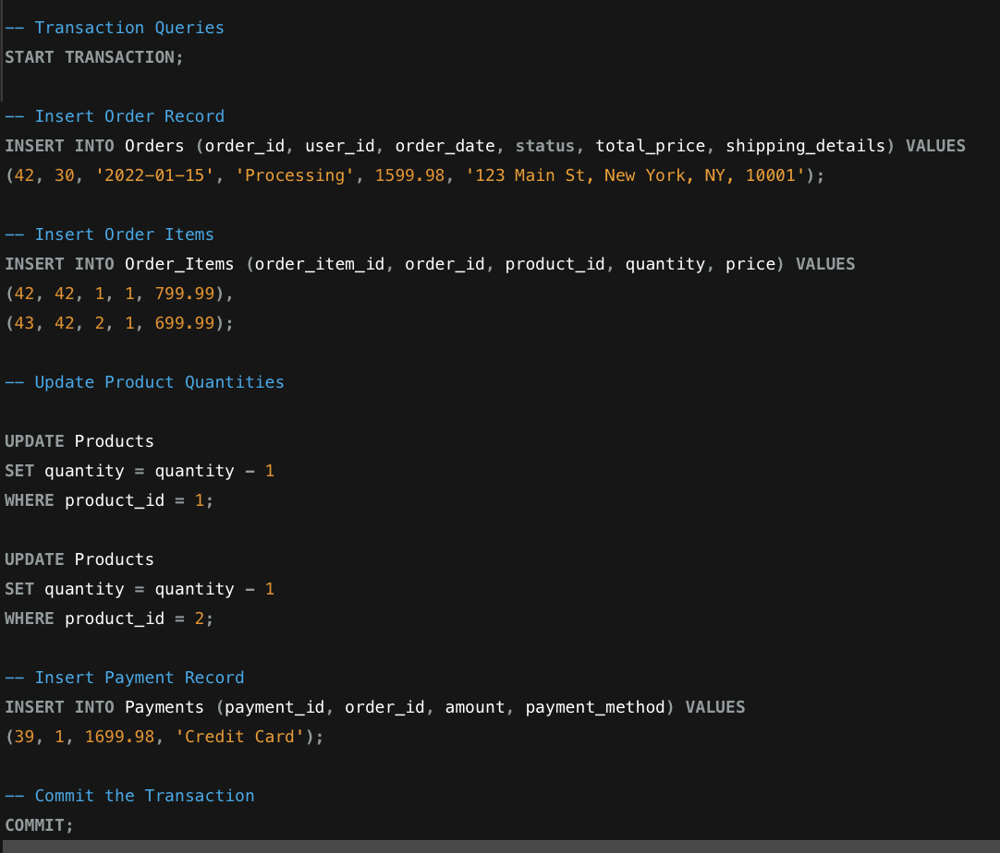 -- Transaction Queries
START TRANSACTION;
-- Insert Order Record
INSERT INTO Orders (order_id, user_id, order_date, status, total_price, shipping_details) VALUES
(42, 30, '2022-01-15', 'Processing', 1599.98, '123 Main St, New York, NY, 10001');
-- Insert Order Items
INSERT INTO Order_Items (order_item_id, order_id, product_id, quantity, price) VALUES
(42, 42, 1, 1, 799.99),
(43, 42, 2, 1, 699.99);
-- Update Product Quantities
UPDATE Products
SET quantity = quantity - 1
WHERE product_id = 1;
UPDATE Products
SET quantity = quantity - 1
WHERE product_id = 2;
-- Insert Payment Record
INSERT INTO Payments (payment_id, order_id, amount, payment_method) VALUES
(39, 1, 1699.98, 'Credit Card');
-- Commit the Transaction
COMMIT;